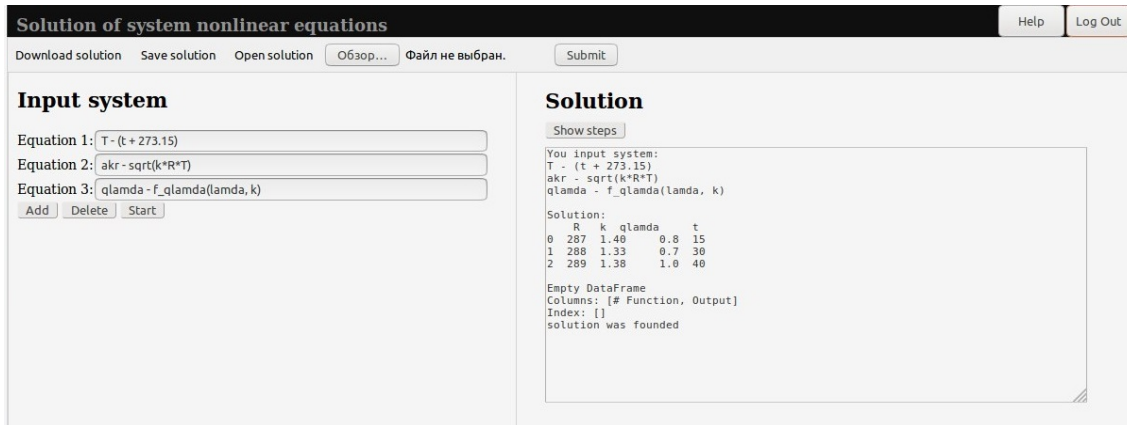 Solution of system nonlinear equations
Help
Log Out
Download solution Save solution Open solution Обзор... Файл не выбран. Submit
Input system
Equation 1: T - (t + 273.15)
Equation 2: akr - sqrt(k*R*T)
Equation 3: qlamda - f_qlamda(lamda, k)
Add Delete Start
Solution
Show steps
You input system:
T - (t + 273.15)
akr - sqrt(k*R*T)
qlamda - f_qlamda(lamda, k)
Solution:
R k qlamda t
0 287 1.40 0.8 15
1 288 1.33 0.7 30
2 289 1.38 1.0 40
Empty DataFrame
Columns: [# Function, Output]
Index: []
solution was founded